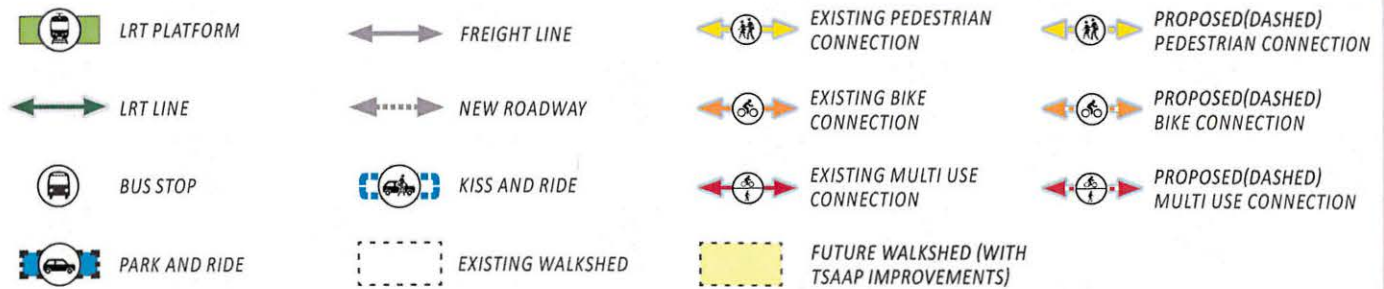 LRT PLATFORM
FREIGHT LINE
EXISTING PEDESTRIAN
CONNECTION
PROPOSED(DASHED)
PEDESTRIAN CONNECTION
LRT LINE
NEW ROADWAY
EXISTING BIKE
CONNECTION
PROPOSED(DASHED)
BIKE CONNECTION
BUS STOP
KISS AND RIDE
EXISTING MULTI USE
CONNECTION
PROPOSED(DASHED)
MULTI USE CONNECTION
PARK AND RIDE
EXISTING WALKSHED
FUTURE WALKSHED (WITH
TSAAP IMPROVEMENTS)